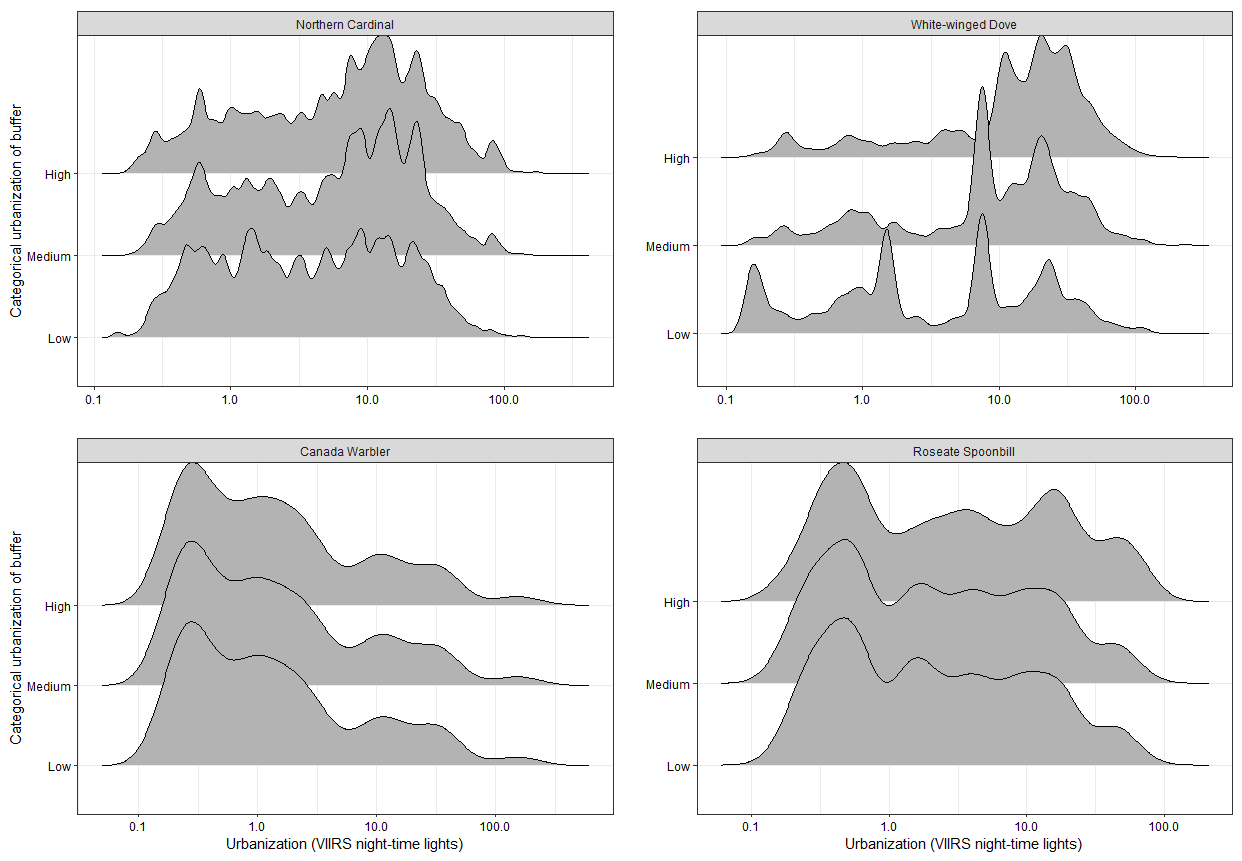 Northern Cardinal
White-winged Dove
Categorical urbanization of buffer
High
Medium
Low
0.1 1.0 10.0 100.0
High
Medium
Low
0.1 1.0 10.0 100.0
Canada Warbler
Roseate Spoonbill
Categorical urbanization of buffer
High
Medium
Low
0.1 1.0 10.0 100.0
Urbanization (VIIRS night-time lights)
High
Medium
Low
0.1 1.0 10.0 100.0
Urbanization (VIIRS night-time lights)